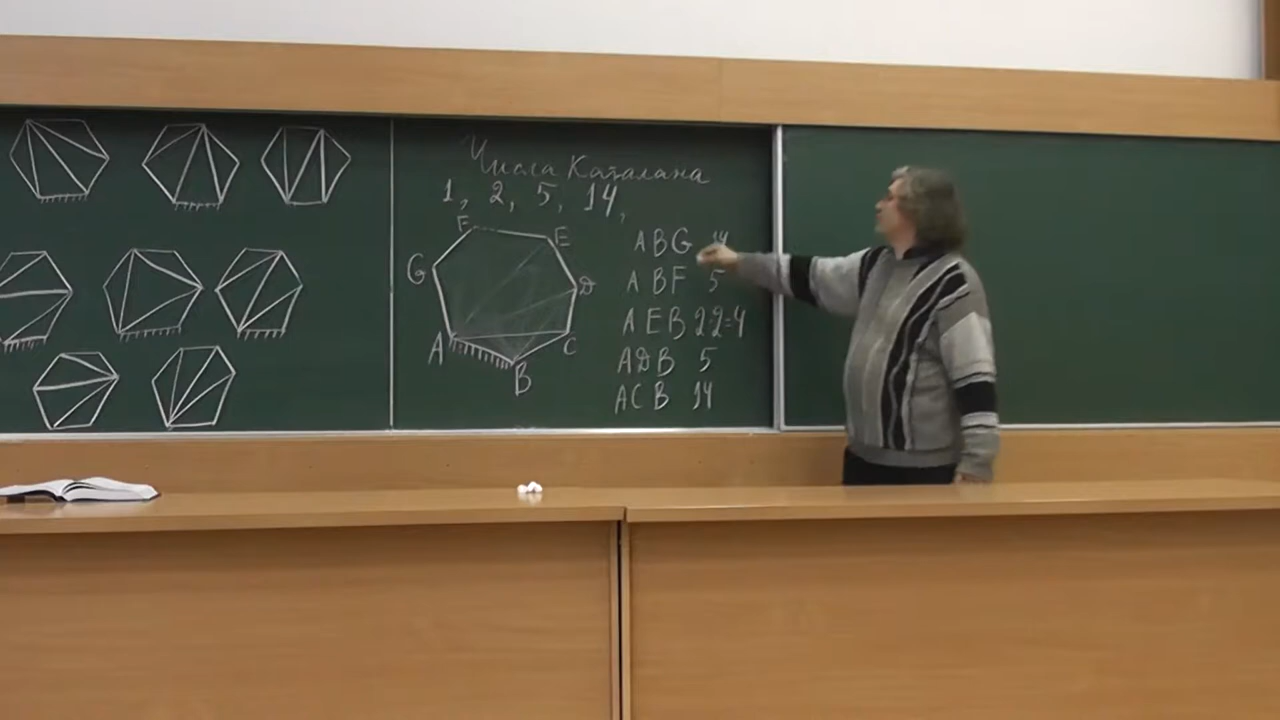 Числа Каталана
1, 2, 5, 14,
F
E
G
D
A
C
B
ABG 14
ABF 5
AEB 2·2=4
ADB 5
ACB 14